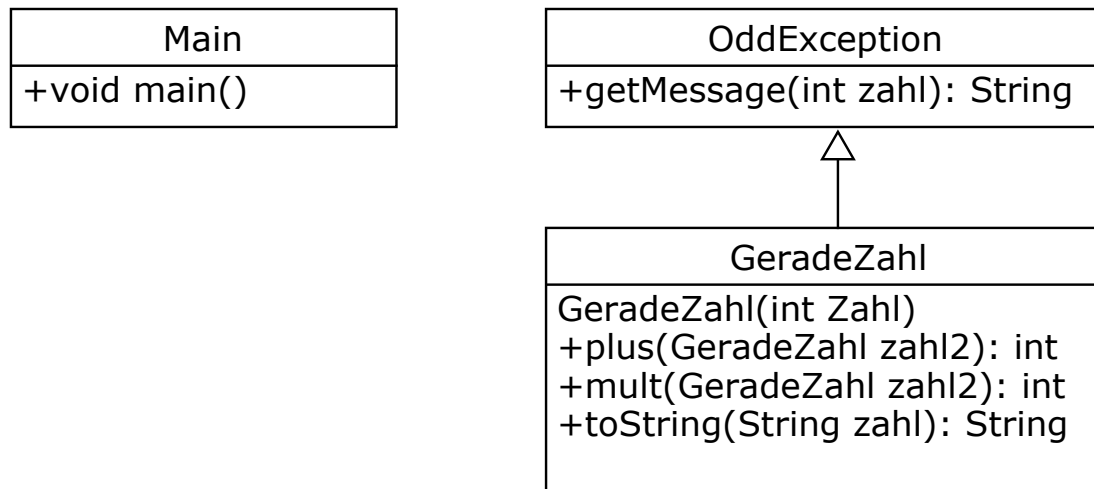 Main
+void main()
OddException
+getMessage(int zahl): String
GeradeZahl
GeradeZahl(int Zahl)
+plus(GeradeZahl zahl2): int
+mult(GeradeZahl zahl2): int
+toString(String zahl): String